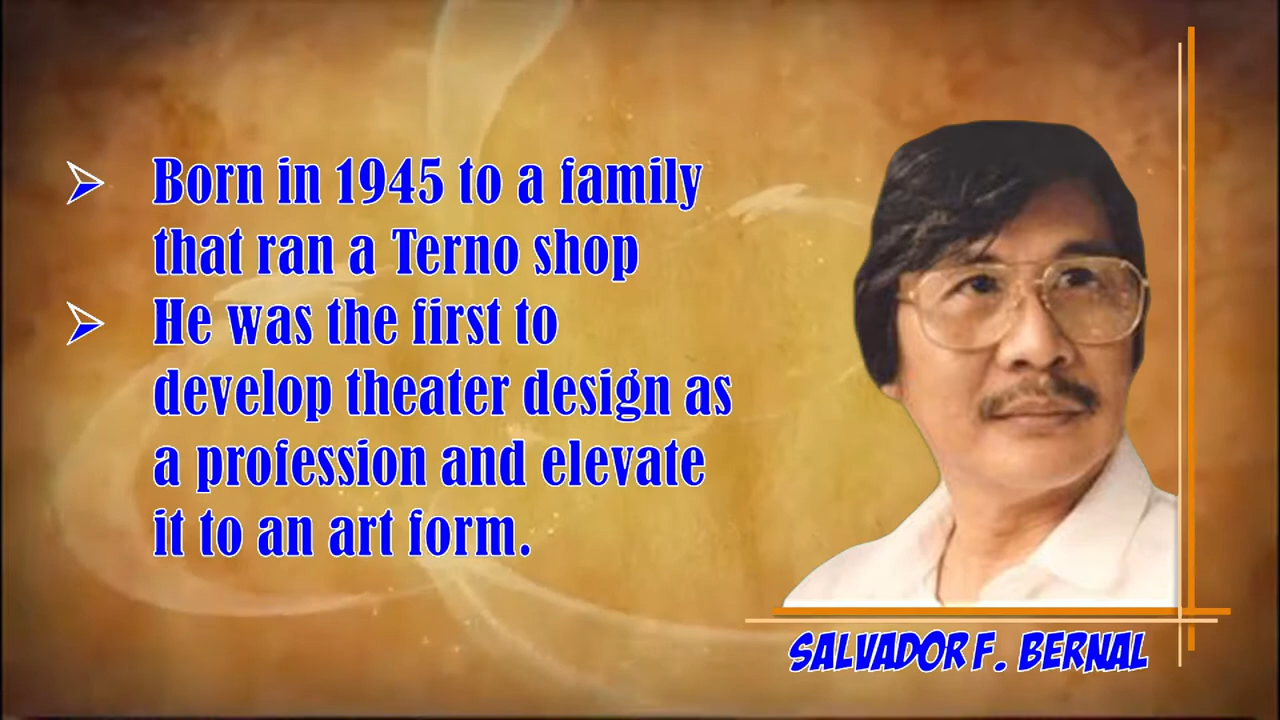 Born in 1945 to a family
that ran a Terno shop
He was the first to
develop theater design as
a profession and elevate
it to an art form.
SALVADOR F. BERNAL